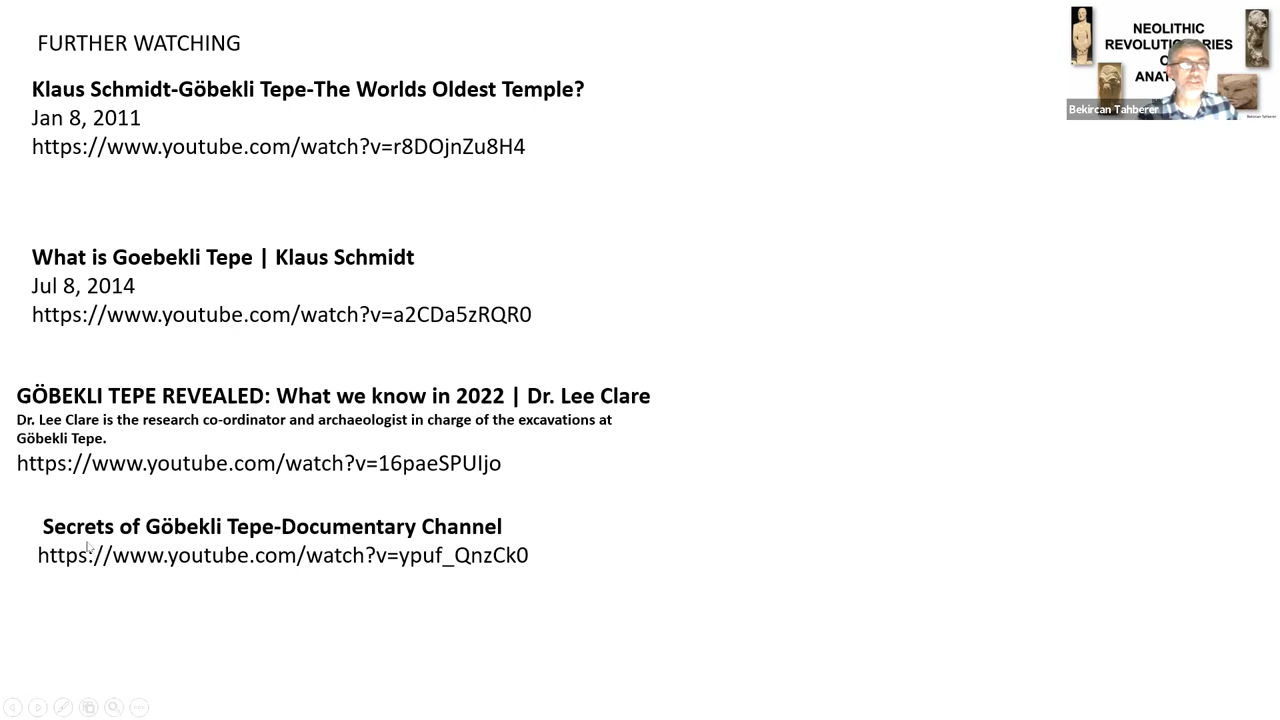 FURTHER WATCHING
Klaus Schmidt-Göbekli Tepe-The Worlds Oldest Temple?
Jan 8, 2011
https://www.youtube.com/watch?v=r8DOjnZu8H4
What is Goebekli Tepe | Klaus Schmidt
Jul 8, 2014
https://www.youtube.com/watch?v=a2CDa5zRQR0
GÖBEKLI TEPE REVEALED: What we know in 2022 | Dr. Lee Clare
Dr. Lee Clare is the research co-ordinator and archaeologist in charge of the excavations at
Göbekli Tepe.
https://www.youtube.com/watch?v=16paeSPUIjo
Secrets of Göbekli Tepe-Documentary Channel
https://www.youtube.com/watch?v=ypuf_QnzCk0
NEOLITHIC
Bekircan Tahberer
Bekircan Tahberer